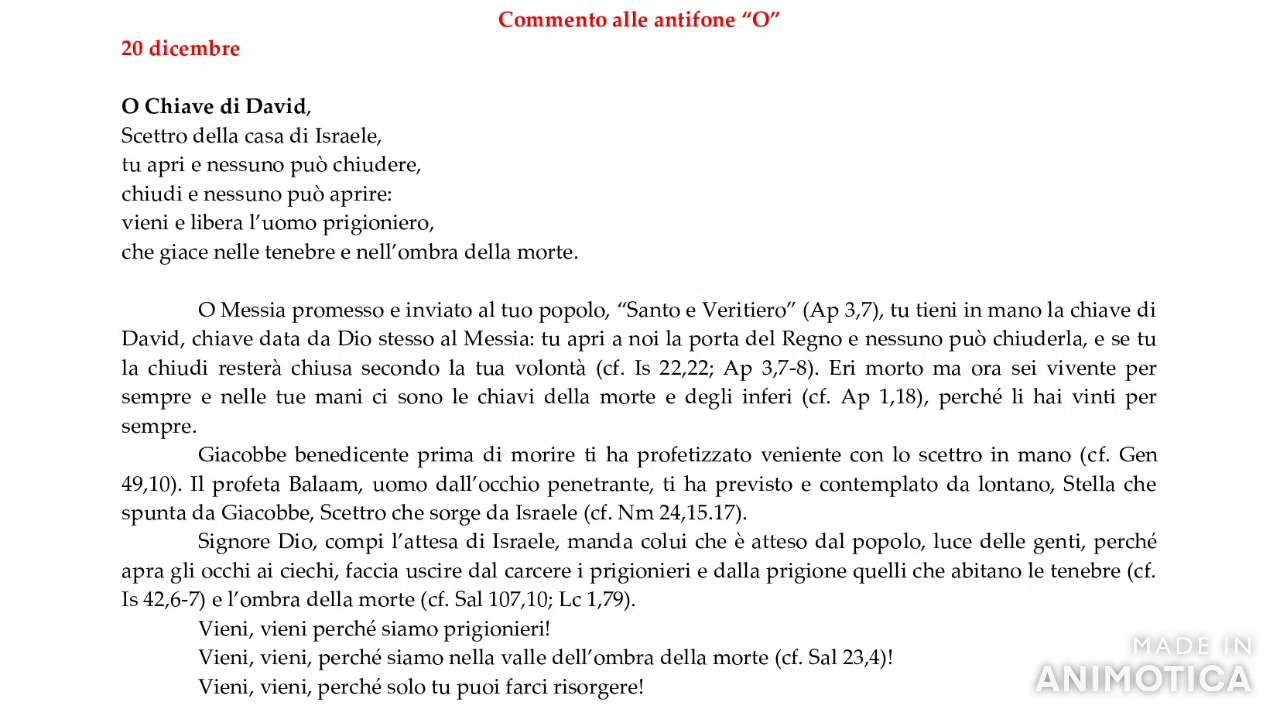 Commento alle antifone “O”
20 dicembre
O Chiave di David,
Scettro della casa di Israele,
tu apri e nessuno può chiudere,
chiudi e nessuno può aprire:
vieni e libera l’uomo prigioniero,
che giace nelle tenebre e nell’ombra della morte.
O Messia promesso e inviato al tuo popolo, “Santo e Veritiero” (Ap 3,7), tu tieni in mano la chiave di
David, chiave data da Dio stesso al Messia: tu apri a noi la porta del Regno e nessuno può chiuderla, e se tu
la chiudi resterà chiusa secondo la tua volontà (cf. Is 22,22; Ap 3,7-8). Eri morto ma ora sei vivente per
sempre e nelle tue mani ci sono le chiavi della morte e degli inferi (cf. Ap 1,18), perché li hai vinti per
sempre.
Giacobbe benedicente prima di morire ti ha profetizzato veniente con lo scettro in mano (cf. Gen
49,10). Il profeta Balaam, uomo dall’occhio penetrante, ti ha previsto e contemplato da lontano, Stella che
spunta da Giacobbe, Scettro che sorge da Israele (cf. Nm 24,15.17).
Signore Dio, compi l’attesa di Israele, manda colui che è atteso dal popolo, luce delle genti, perché
apra gli occhi ai ciechi, faccia uscire dal carcere i prigionieri e dalla prigione quelli che abitano le tenebre (cf.
Is 42,6-7) e l’ombra della morte (cf. Sal 107,10; Lc 1,79).
Vieni, vieni perché siamo prigionieri!
Vieni, vieni, perché siamo nella valle dell’ombra della morte (cf. Sal 23,4)!
Vieni, vieni, perché solo tu puoi farci risorgere!
MADE IN
ANIMOTICA